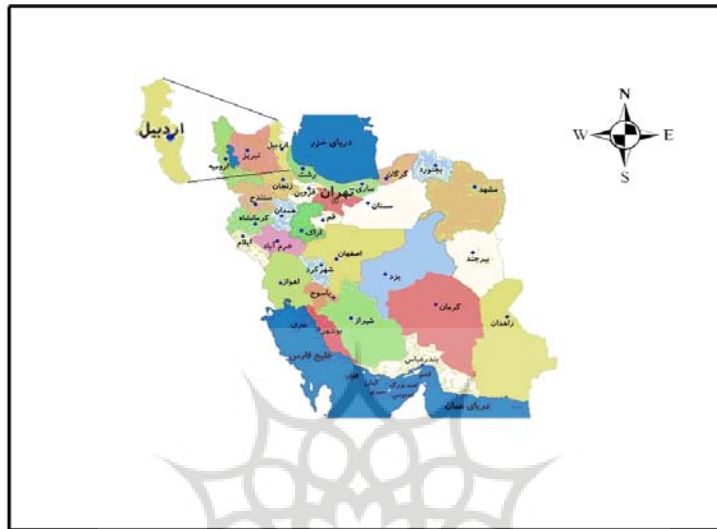 N
W E
S
اردبیل
دریای خزر
اردبیل
تبریز
ارومیه
رشت
گرگان
بجنورد
مشهد
زنجان
قزوین
تهران
ساری
سنندج
همدان
قم
سمنان
کرمانشاه
اراک
ایلام
خرم آباد
اصفهان
بیرجند
شهرکرد
یزد
اهواز
یاسوج
کرمان
زاهدان
شیراز
بوشهر
خلیج فارس
بندرعباس
قشم
کیش
دریای عمان